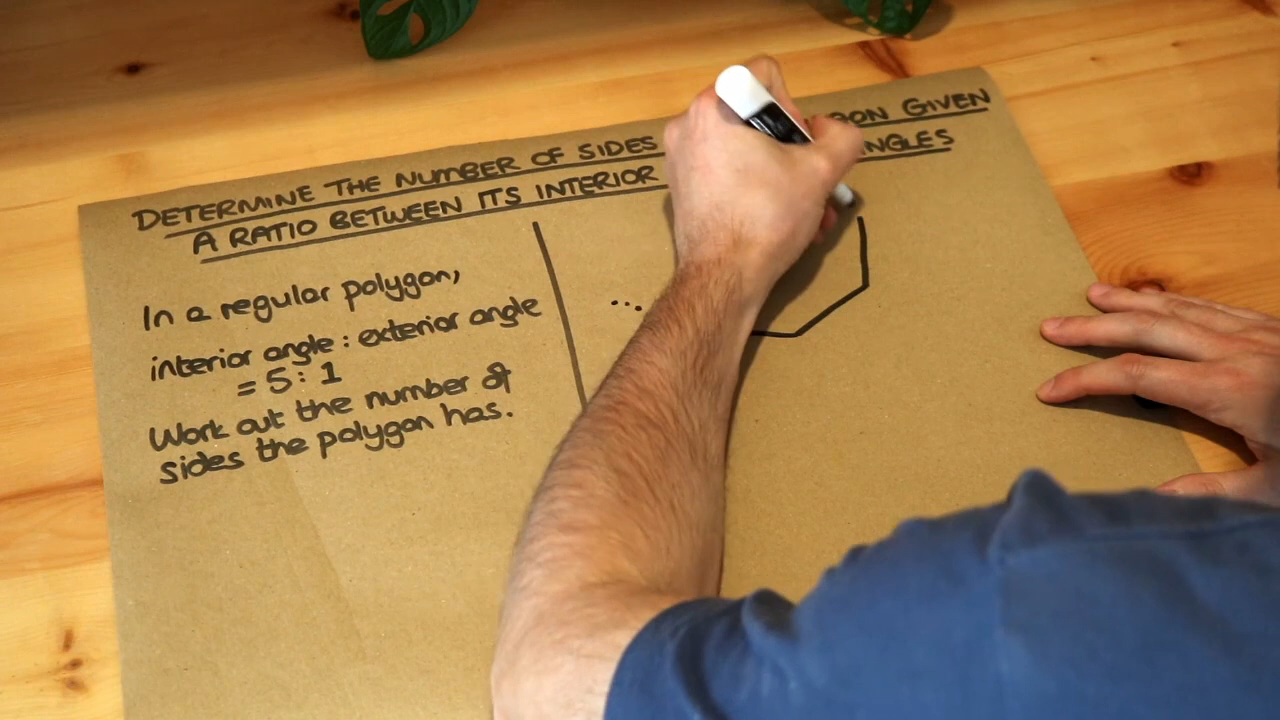 DETERMINE THE NUMBER OF SIDES GIVEN
A RATIO BETWEEN ITS INTERIOR
In a regular polygon,
interior angle : exterior angle
= 5 : 1
Work out the number of
sides the polygon has.